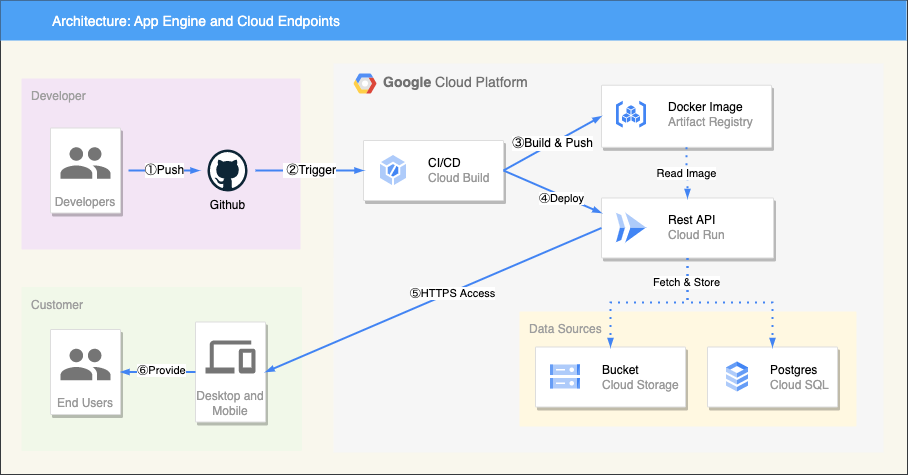 Architecture: App Engine and Cloud Endpoints
Developer
Developers
①Push
Github
②Trigger
Google Cloud Platform
CI/CD
Cloud Build
③Build & Push
Docker Image
Artifact Registry
Read Image
④Deploy
Rest API
Cloud Run
Fetch & Store
⑤HTTPS Access
Customer
End Users
⑥Provide
Desktop and
Mobile
Data Sources
Bucket
Cloud Storage
Postgres
Cloud SQL